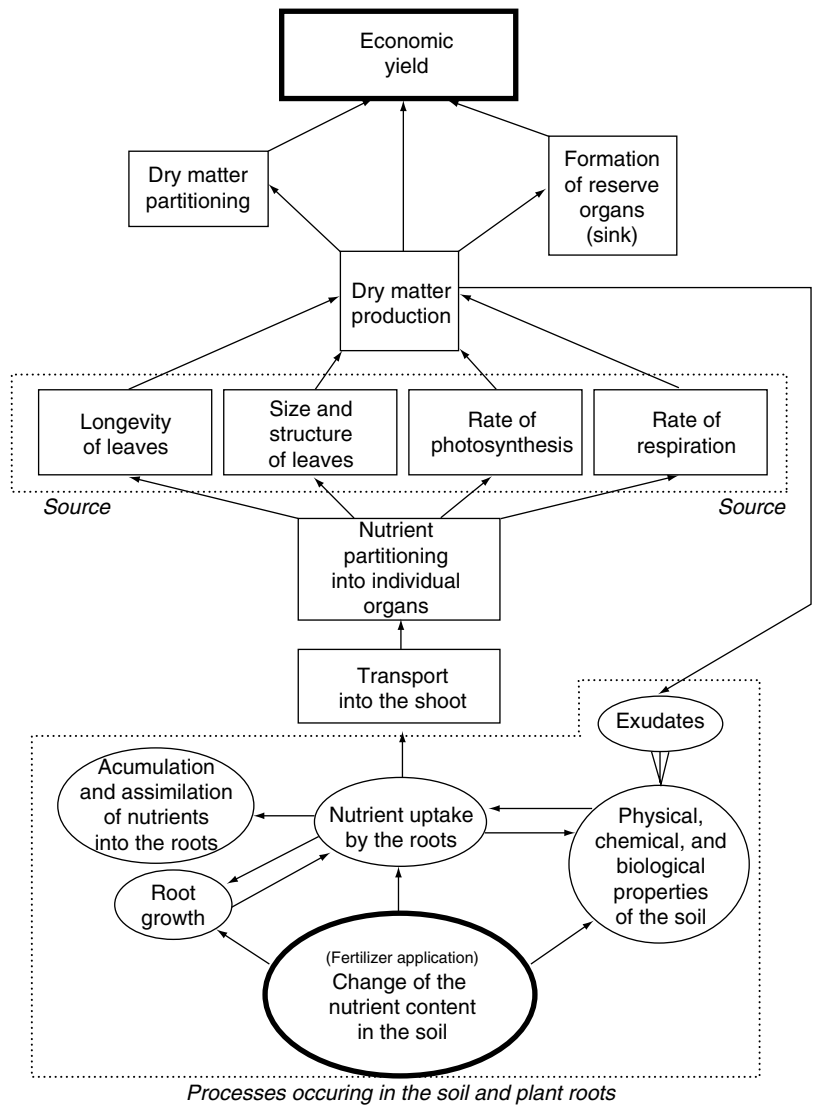 Economic
yield
Dry matter
partitioning
Formation
of reserve
organs
(sink)
Dry matter
production
Longevity
of leaves
Size and
structure
of leaves
Rate of
photosynthesis
Rate of
respiration
Source
Source
Nutrient
partitioning
into individual
organs
Transport
into the shoot
Exudates
Acumulation
and assimilation
of nutrients
into the roots
Nutrient uptake
by the roots
Physical,
chemical, and
biological
properties
of the soil
Root
growth
(Fertilizer application)
Change of the
nutrient content
in the soil
Processes occuring in the soil and plant roots